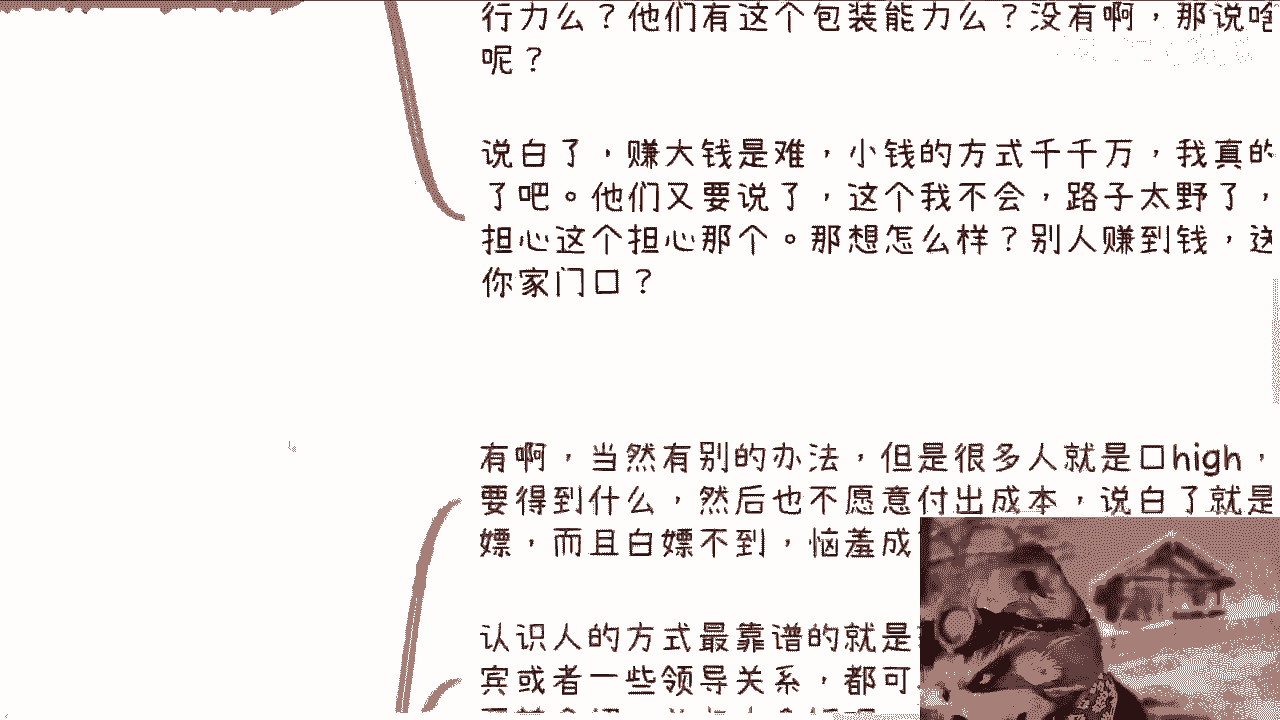 行力么？他们有这个包装能力么？没有啊，那说啥
呢？
说白了，赚大钱是难，小钱的方式千千万，我真的
了吧。他们又要说了，这个我不会，路子太野了，
担心这个担心那个。那想怎么样？别人赚到钱，送
你家门口？
有啊，当然有别的办法，但是很多人就是口high，
要得到什么，然后也不愿意付出成本，说白了就是
嫖，而且白嫖不到，恼羞成
认识人的方式最靠谱的就是
宾或者一些领导关系，都可